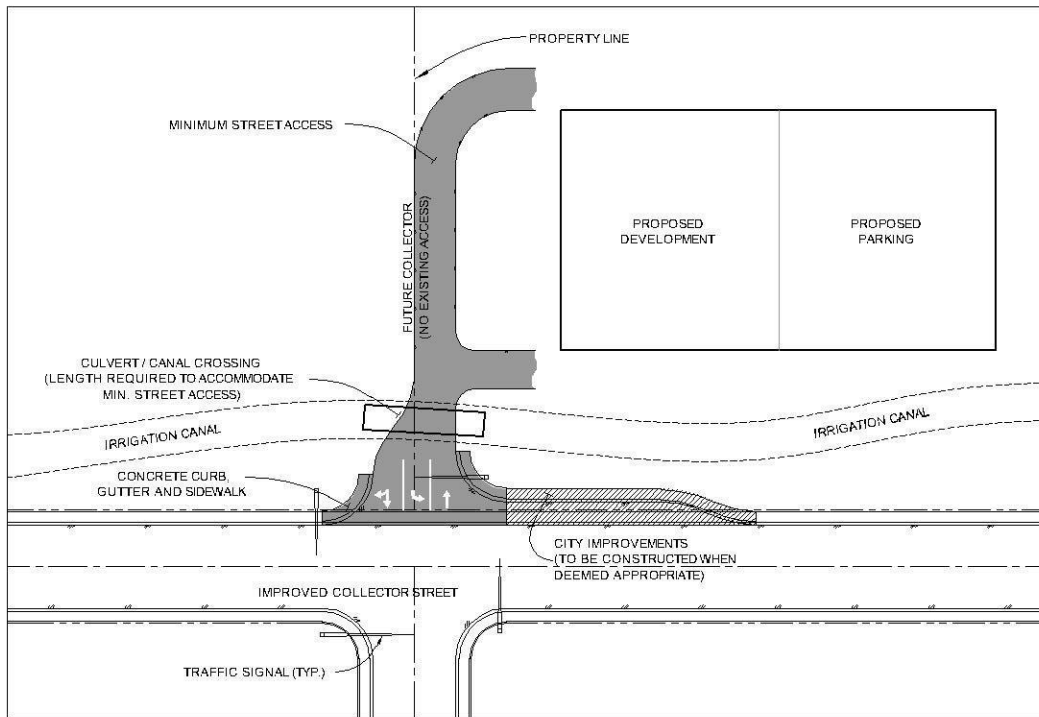 PROPERTY LINE
MINIMUM STREET ACCESS
FUTURE COLLECTOR
(NO EXISTING ACCESS)
PROPOSED
DEVELOPMENT
PROPOSED
PARKING
CULVERT / CANAL CROSSING
(LENGTH REQUIRED TO ACCOMMODATE
MIN. STREET ACCESS)
IRRIGATION CANAL
IRRIGATION CANAL
CONCRETE CURB,
GUTTER AND SIDEWALK
CITY IMPROVEMENTS
(TO BE CONSTRUCTED WHEN
DEEMED APPROPRIATE)
IMPROVED COLLECTOR STREET
TRAFFIC SIGNAL (TYP.)